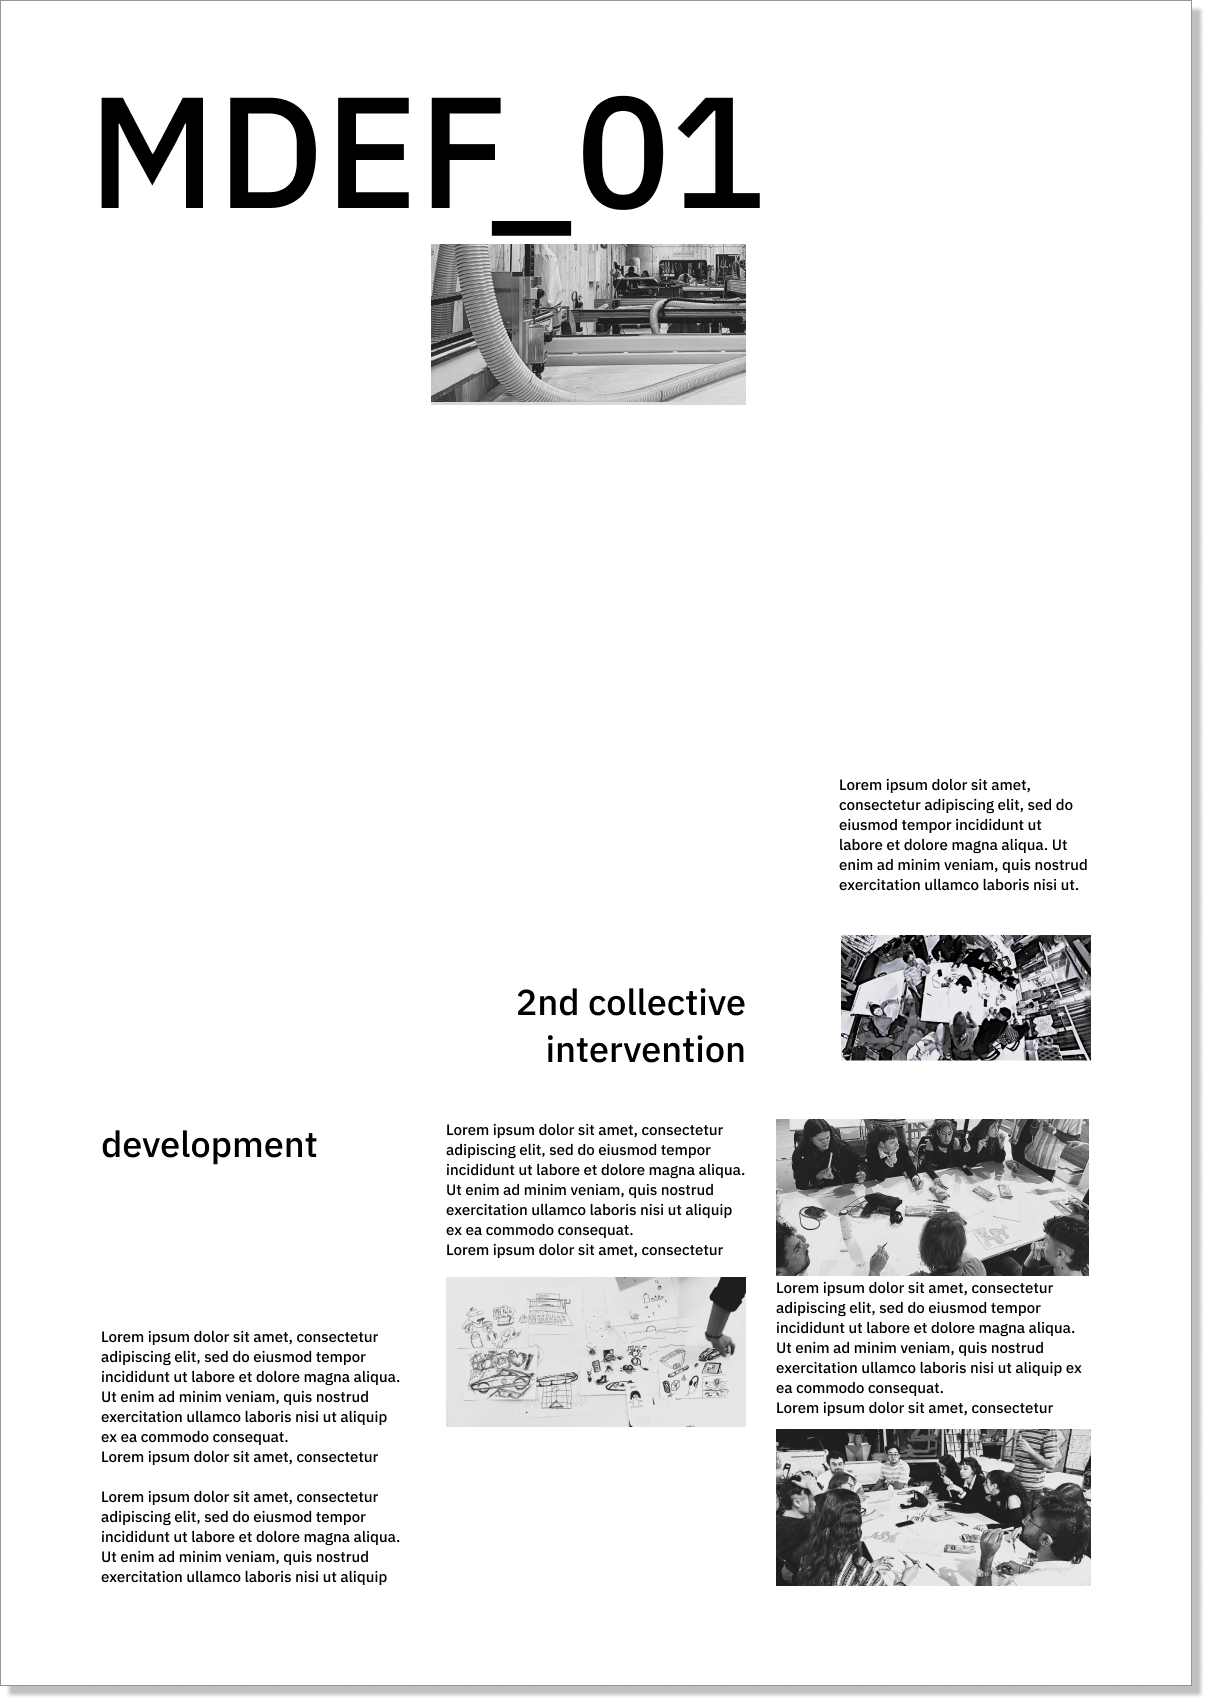 MDEF_01
Lorem ipsum dolor sit amet,
consectetur adipiscing elit, sed do
eiusmod tempor incididunt ut
labore et dolore magna aliqua. Ut
enim ad minim veniam, quis nostrud
exercitation ullamco laboris nisi ut.
2nd collective
intervention
development
Lorem ipsum dolor sit amet, consectetur
adipiscing elit, sed do eiusmod tempor
incididunt ut labore et dolore magna aliqua.
Ut enim ad minim veniam, quis nostrud
exercitation ullamco laboris nisi ut aliquip
ex ea commodo consequat.
Lorem ipsum dolor sit amet, consectetur
Lorem ipsum dolor sit amet, consectetur
adipiscing elit, sed do eiusmod tempor
incididunt ut labore et dolore magna aliqua.
Ut enim ad minim veniam, quis nostrud
exercitation ullamco laboris nisi ut aliquip
Lorem ipsum dolor sit amet, consectetur
adipiscing elit, sed do eiusmod tempor
incididunt ut labore et dolore magna aliqua.
Ut enim ad minim veniam, quis nostrud
exercitation ullamco laboris nisi ut aliquip
ex ea commodo consequat.
Lorem ipsum dolor sit amet, consectetur
Lorem ipsum dolor sit amet, consectetur
adipiscing elit, sed do eiusmod tempor
incididunt ut labore et dolore magna aliqua.
Ut enim ad minim veniam, quis nostrud
exercitation ullamco laboris nisi ut aliquip ex
ea commodo consequat.
Lorem ipsum dolor sit amet, consectetur